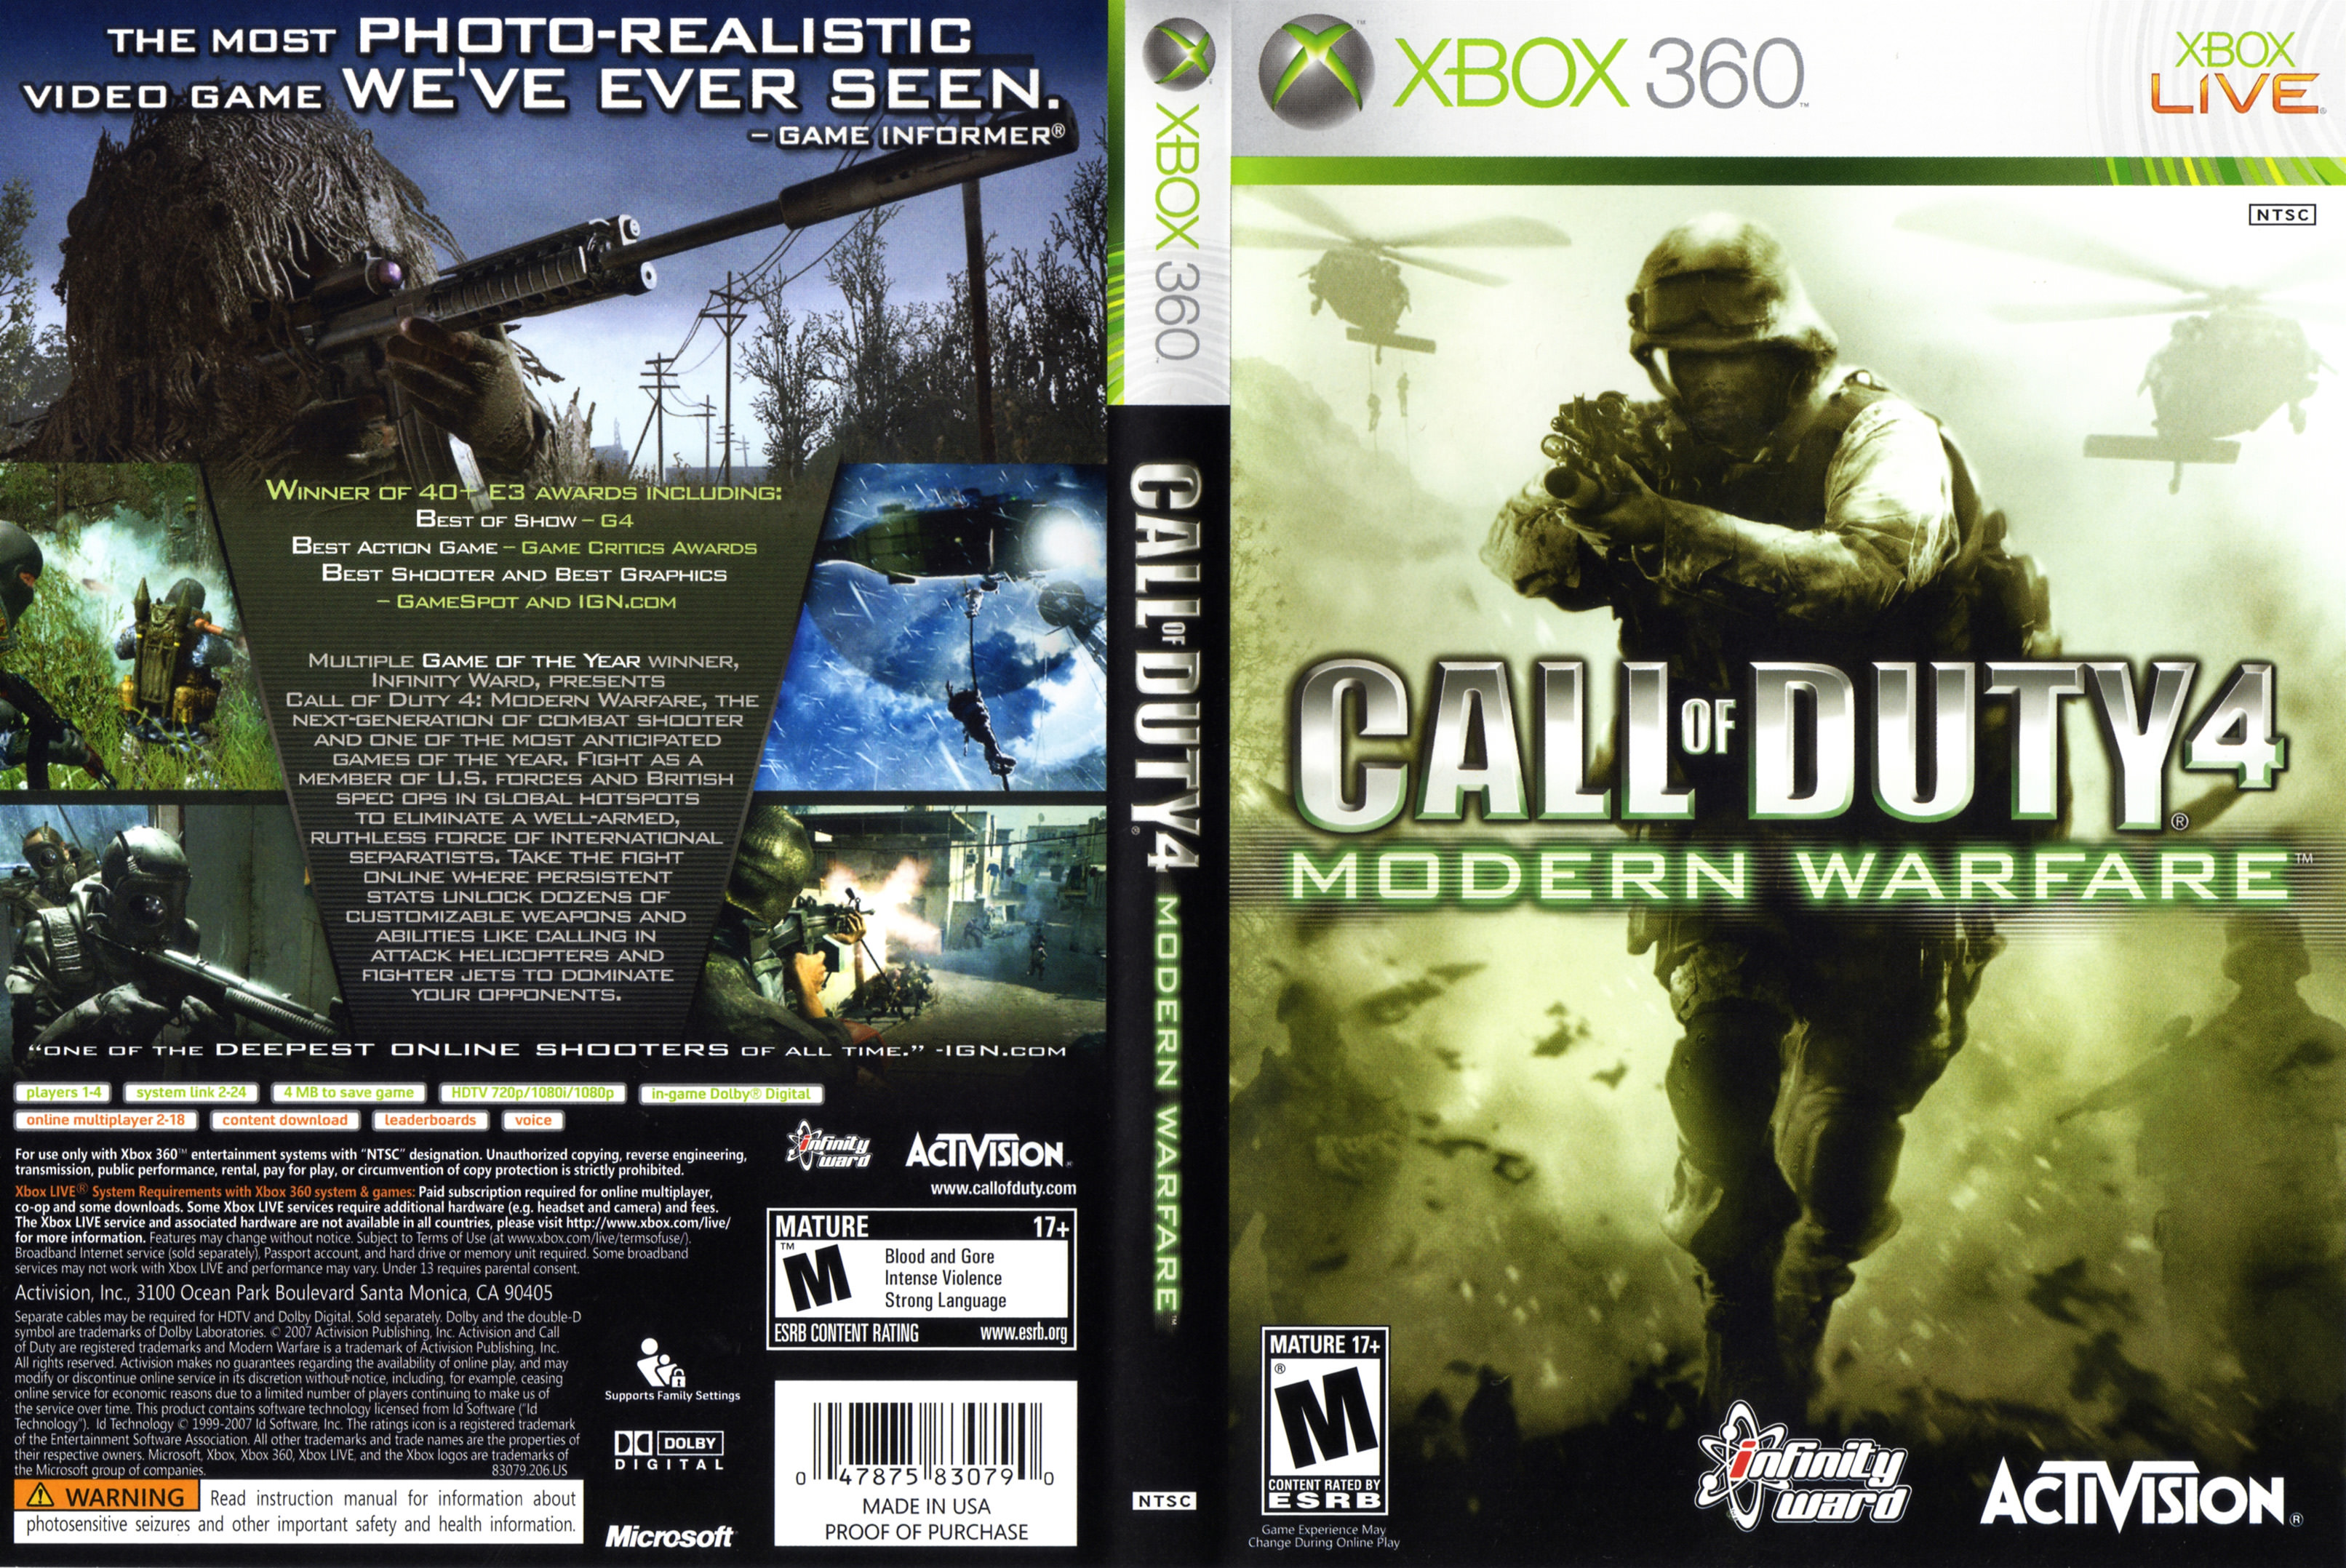 THE MOST PHOTO-REALISTIC
VIDEO GAME WE'VE EVER SEEN.
– GAME INFORMER®
WINNER OF 40+ E3 AWARDS INCLUDING:
BEST OF SHOW – G4
BEST ACTION GAME – GAME CRITICS AWARDS
BEST SHOOTER AND BEST GRAPHICS
– GAMESPOT AND IGN.COM
MULTIPLE GAME OF THE YEAR WINNER,
INFINITY WARD, PRESENTS
CALL OF DUTY 4: MODERN WARFARE, THE
NEXT-GENERATION OF COMBAT SHOOTER
AND ONE OF THE MOST ANTICIPATED
GAMES OF THE YEAR. FIGHT AS A
MEMBER OF U.S. FORCES AND BRITISH
SPEC OPS IN GLOBAL HOTSPOTS
TO ELIMINATE A WELL-ARMED,
RUTHLESS FORCE OF INTERNATIONAL
SEPARATISTS. TAKE THE FIGHT
ONLINE WHERE PERSISTENT
STATS UNLOCK DOZENS OF
CUSTOMIZABLE WEAPONS AND
ABILITIES LIKE CALLING IN
ATTACK HELICOPTERS AND
FIGHTER JETS TO DOMINATE
YOUR OPPONENTS.
“ONE OF THE DEEPEST ONLINE SHOOTERS OF ALL TIME.” -IGN.COM
players 1-4 system link 2-24 4 MB to save game HDTV 720p/1080i/1080p in-game Dolby® Digital
online multiplayer 2-18 content download leaderboards voice
For use only with Xbox 360™ entertainment systems with “NTSC” designation. Unauthorized copying, reverse engineering,
transmission, public performance, rental, pay for play, or circumvention of copy protection is strictly prohibited.
Xbox LIVE® System Requirements with Xbox 360 system & games: Paid subscription required for online multiplayer,
co-op and some downloads. Some Xbox LIVE services require additional hardware (e.g. headset and camera) and fees.
The Xbox LIVE service and associated hardware are not available in all countries, please visit http://www.xbox.com/live/
for more information. Features may change without notice. Subject to Terms of Use (at www.xbox.com/live/termsofuse/).
Broadband Internet service (sold separately), Passport account, and hard drive or memory unit required. Some broadband
services may not work with Xbox LIVE and performance may vary. Under 13 requires parental consent.
Activision, Inc., 3100 Ocean Park Boulevard Santa Monica, CA 90405
Separate cables may be required for HDTV and Dolby Digital. Sold separately. Dolby and the double-D
symbol are trademarks of Dolby Laboratories. © 2007 Activision Publishing, Inc. Activision and Call
of Duty are registered trademarks and Modern Warfare is a trademark of Activision Publishing, Inc.
All rights reserved. Activision makes no guarantees regarding the availability of online play, and may
modify or discontinue online service in its discretion without notice, including, for example, ceasing
online service for economic reasons due to a limited number of players continuing to make us of
the service over time. This product contains software technology licensed from Id Software ("Id
Technology"). Id Technology © 1999-2007 Id Software, Inc. The ratings icon is a registered trademark
of the Entertainment Software Association. All other trademarks and trade names are the properties of
their respective owners. Microsoft, Xbox, Xbox 360, Xbox LIVE, and the Xbox logos are trademarks of
the Microsoft group of companies. 83079.206.US
WARNING Read instruction manual for information about
photosensitive seizures and other important safety and health information.
infinity
ward
ACTIVISION®
www.callofduty.com
MATURE 17+
M™
Blood and Gore
Intense Violence
Strong Language
ESRB CONTENT RATING www.esrb.org
Supports Family Settings
DOLBY
DIGITAL
Microsoft
0 47875 83079 0
MADE IN USA
PROOF OF PURCHASE
XBOX 360™
CALL OF DUTY® 4
MODERN WARFARE™
NTSC
XBOX 360™
XBOX
LIVE®
NTSC
CALL OF DUTY 4®
MODERN WARFARE™
MATURE 17+
M®
CONTENT RATED BY
ESRB
Game Experience May
Change During Online Play
infinity
ward
ACTIVISION®